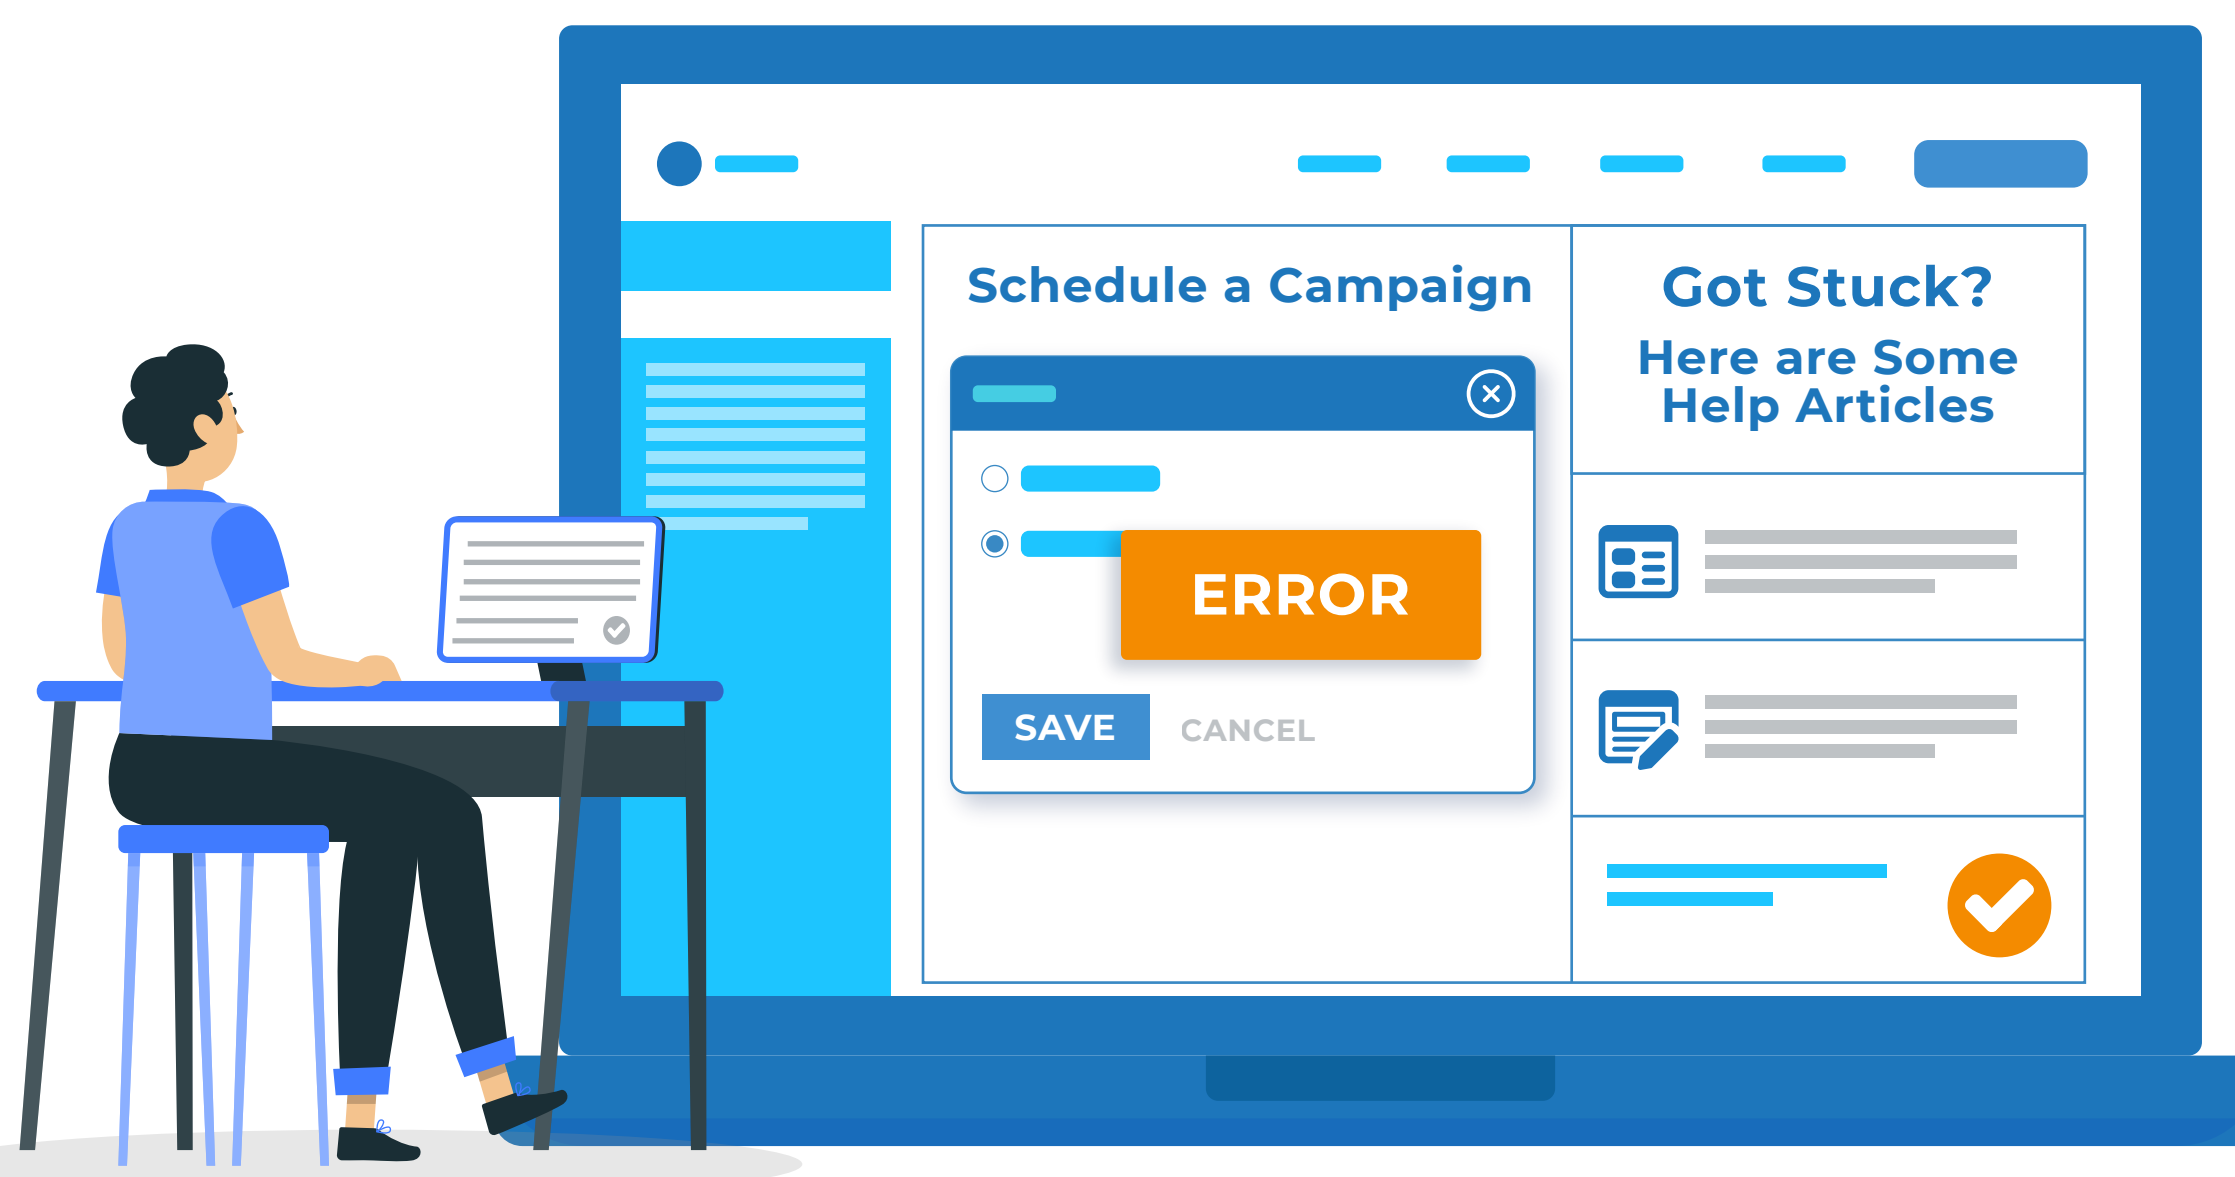 Schedule a Campaign
ERROR
SAVE
CANCEL
Got Stuck?
Here are Some
Help Articles